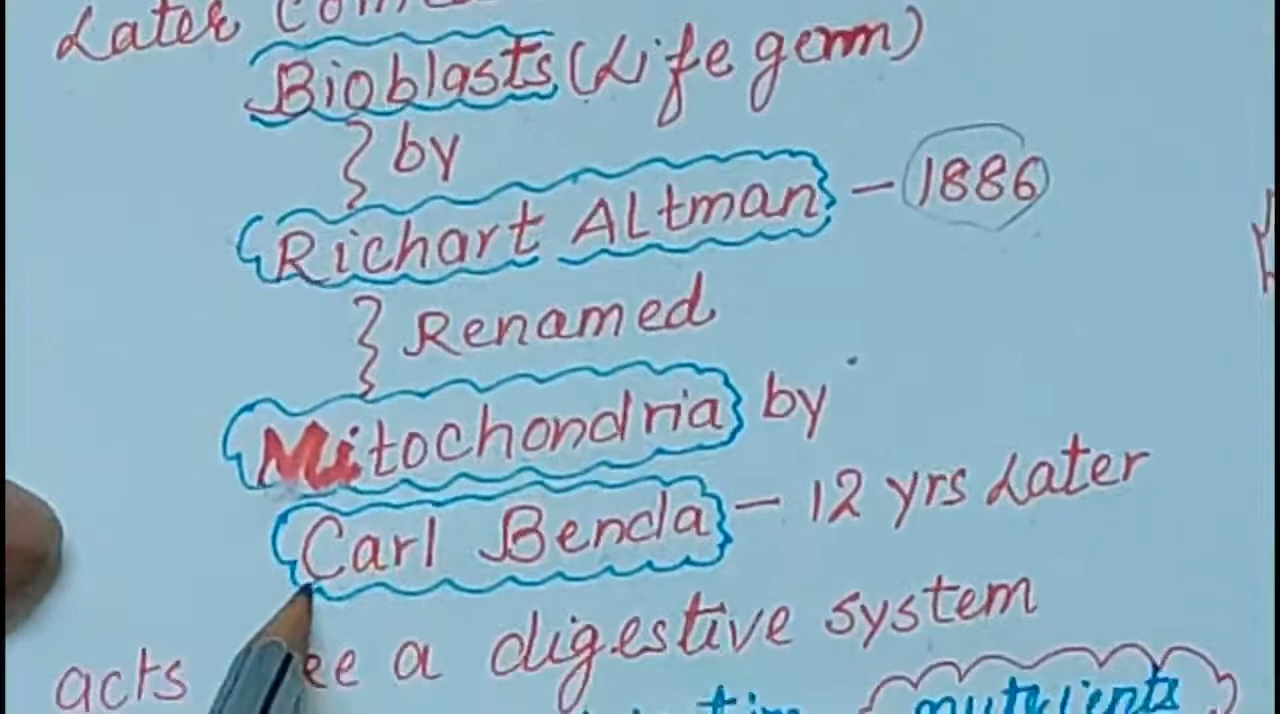 Later
Bioblasts (Life germ)
} by
Richart Altman - 1886
} Renamed
Mitochondria by
Carl Benda - 12 yrs Later
acts a digestive system
nutrients